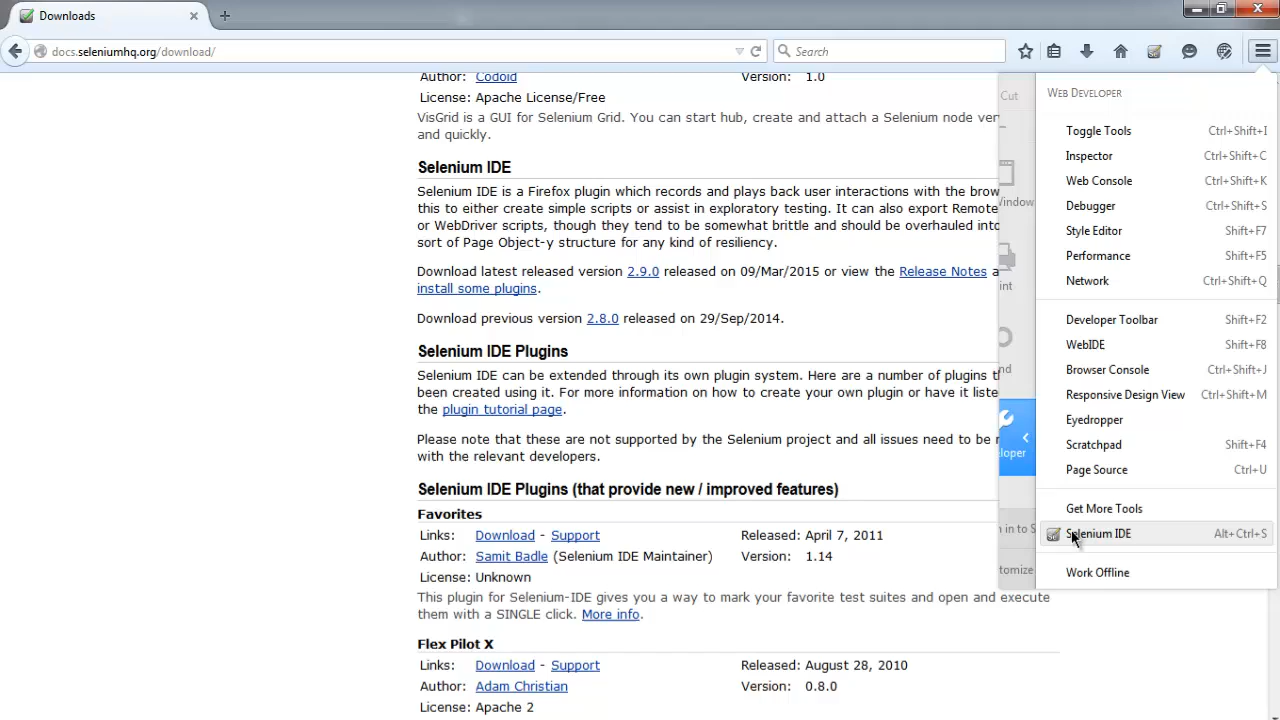 Downloads
docs.seleniumhq.org/download/
Search
Author: Codoid Version: 1.0
License: Apache License/Free
VisGrid is a GUI for Selenium Grid. You can start hub, create and attach a Selenium node
and quickly.
Selenium IDE
Selenium IDE is a Firefox plugin which records and plays back user interactions with the
this to either create simple scripts or assist in exploratory testing. It can also export Remote
or WebDriver scripts, though they tend to be somewhat brittle and should be overhauled into
sort of Page Object-y structure for any kind of resiliency.
Download latest released version 2.9.0 released on 09/Mar/2015 or view the Release Notes a
install some plugins.
Download previous version 2.8.0 released on 29/Sep/2014.
Selenium IDE Plugins
Selenium IDE can be extended through its own plugin system. Here are a number of plugins
been created using it. For more information on how to create your own plugin or have it
the plugin tutorial page.
Please note that these are not supported by the Selenium project and all issues need to be
with the relevant developers.
Selenium IDE Plugins (that provide new / improved features)
Favorites
Links: Download - Support Released: April 7, 2011
Author: Samit Badle (Selenium IDE Maintainer) Version: 1.14
License: Unknown
This plugin for Selenium-IDE gives you a way to mark your favorite test suites and open and execute
them with a SINGLE click. More info.
Flex Pilot X
Links: Download - Support Released: August 28, 2010
Author: Adam Christian Version: 0.8.0
License: Apache 2
Cut
Window
int
nd
loper
n in to S
tomize
WEB DEVELOPER
Toggle Tools Ctrl+Shift+I
Inspector Ctrl+Shift+C
Web Console Ctrl+Shift+K
Debugger Ctrl+Shift+S
Style Editor Shift+F7
Performance Shift+F5
Network Ctrl+Shift+Q
Developer Toolbar Shift+F2
WebIDE Shift+F8
Browser Console Ctrl+Shift+J
Responsive Design View Ctrl+Shift+M
Eyedropper
Scratchpad Shift+F4
Page Source Ctrl+U
Get More Tools
Selenium IDE Alt+Ctrl+S
Work Offline